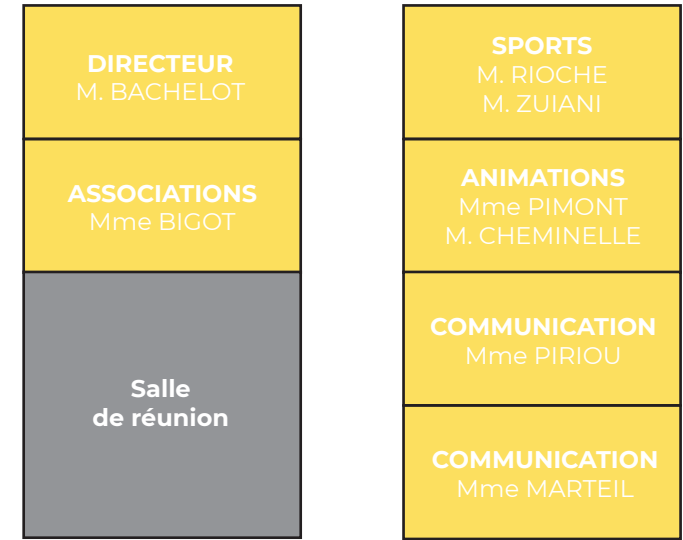 DIRECTEUR
M. BACHELOT
ASSOCIATIONS
Mme BIGOT
Salle
de réunion
SPORTS
M. RIOCHE
M. ZUIANI
ANIMATIONS
Mme PIMONT
M. CHEMINELLE
COMMUNICATION
Mme PIRIOU
COMMUNICATION
Mme MARTEIL